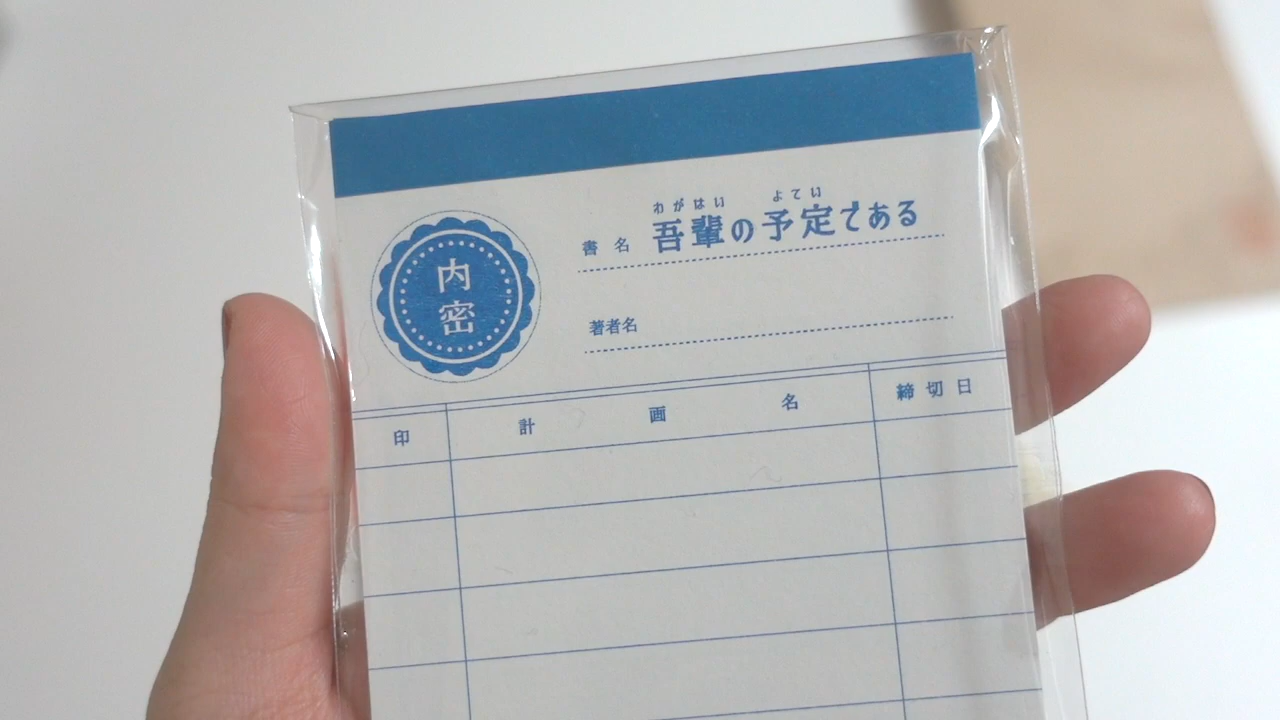 内密
わがはい よてい
書名 吾輩の予定である
著者名
印 計画名 締切日